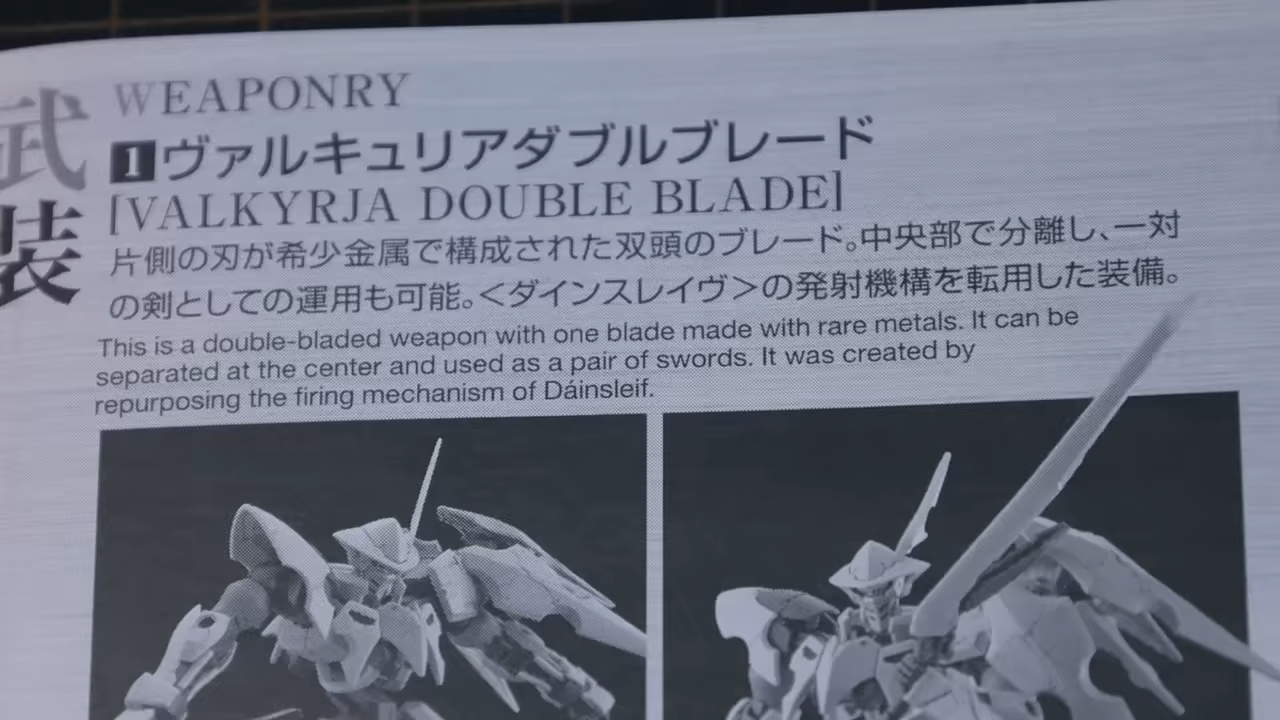 武装
WEAPONRY
1 ヴァルキュリアダブルブレード
[VALKYRJA DOUBLE BLADE]
片側の刃が希少金属で構成された双頭のブレード。中央部で分離し、一対
の剣としての運用も可能。<ダインスレイヴ>の発射機構を転用した装備。
This is a double-bladed weapon with one blade made with rare metals. It can be
separated at the center and used as a pair of swords. It was created by
repurposing the firing mechanism of Dáinsleif.